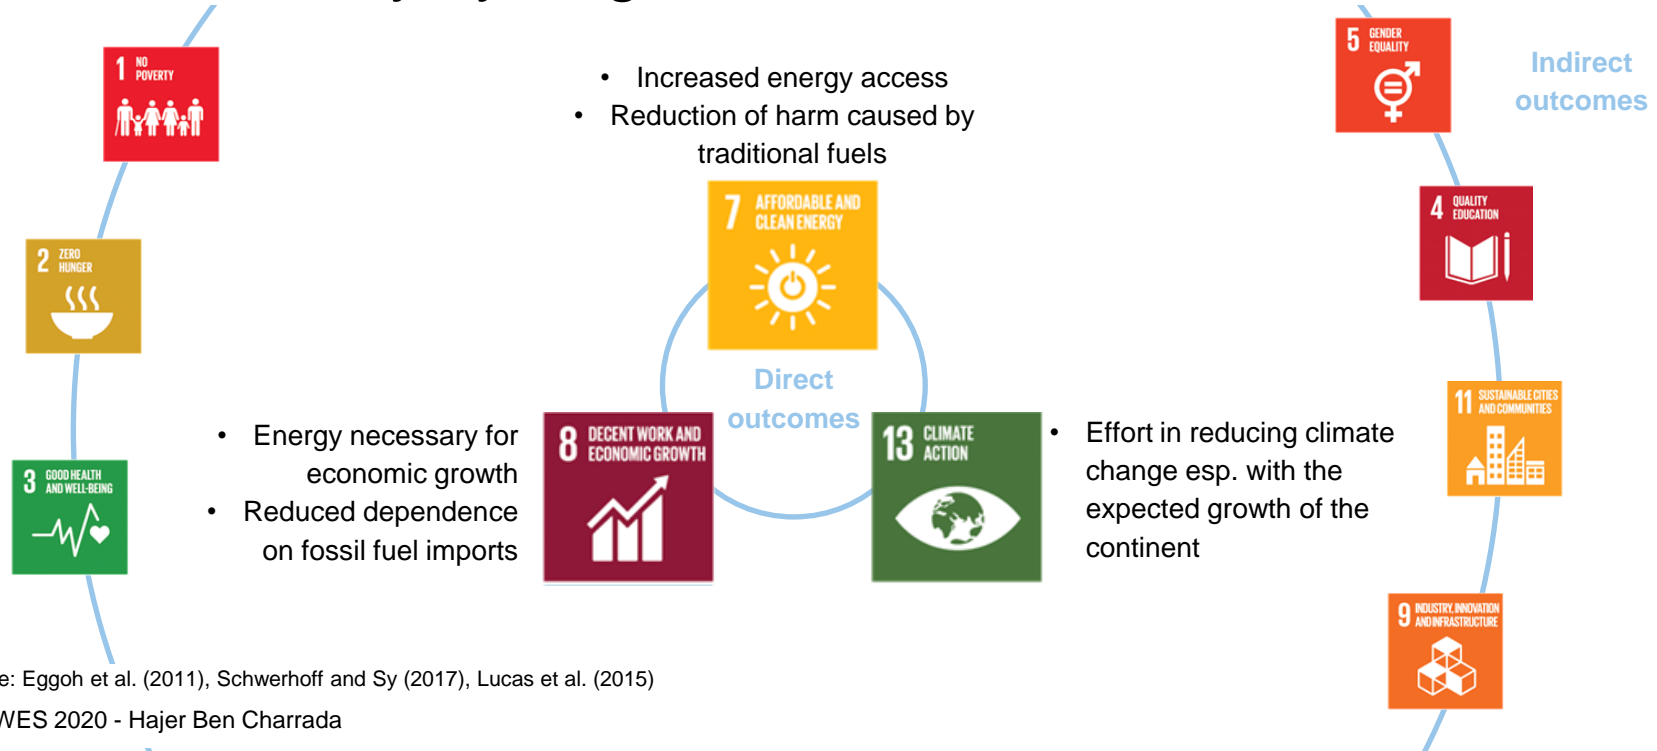 1 NO
POVERTY
5 GENDER
EQUALITY
Indirect
outcomes
• Increased energy access
• Reduction of harm caused by
traditional fuels
7 AFFORDABLE AND
CLEAN ENERGY
4 QUALITY
EDUCATION
2 ZERO
HUNGER
Direct
outcomes
11 SUSTAINABLE CITIES
AND COMMUNITIES
• Energy necessary for
economic growth
• Reduced dependence
on fossil fuel imports
8 DECENT WORK AND
ECONOMIC GROWTH
13 CLIMATE
ACTION
• Effort in reducing climate
change esp. with the
expected growth of the
continent
3 GOOD HEALTH
AND WELL-BEING
9 INDUSTRY, INNOVATION
AND INFRASTRUCTURE
e: Eggoh et al. (2011), Schwerhoff and Sy (2017), Lucas et al. (2015)
WES 2020 - Hajer Ben Charrada